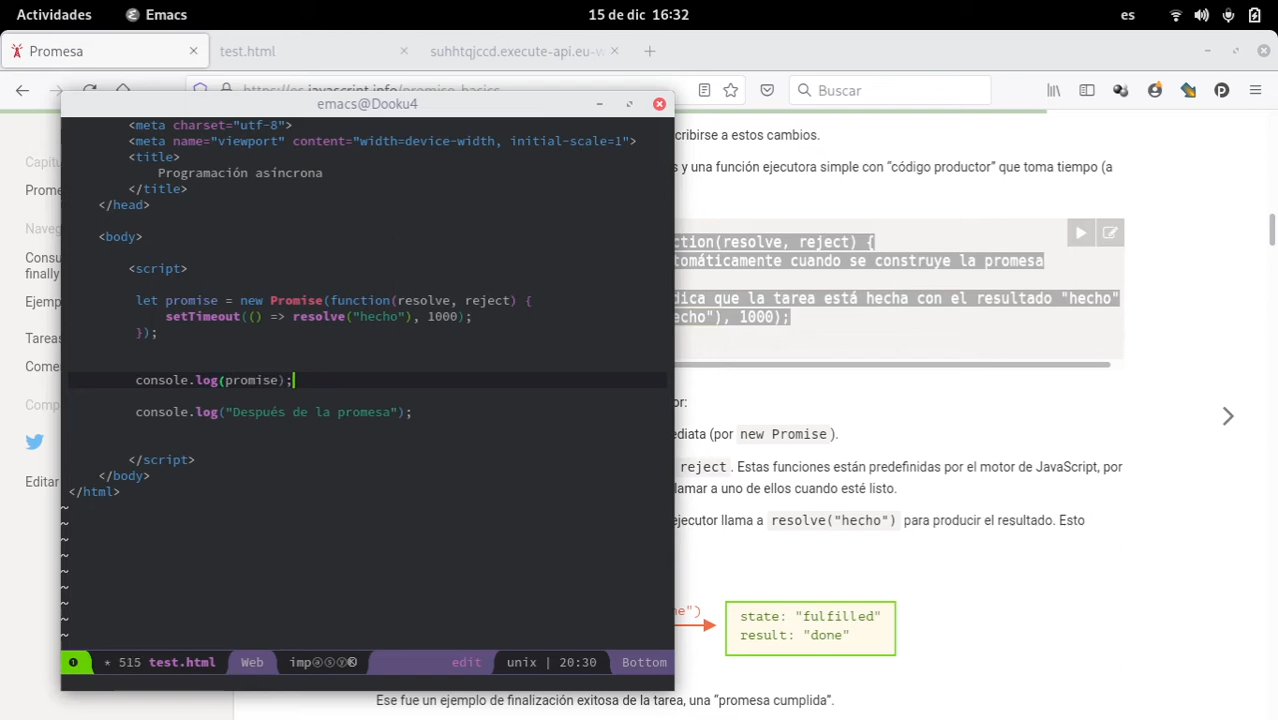 Actividades Emacs 15 de dic 16:32 es
Promesa test.html suhhtqjccd.execute-api.eu-w
https://es.javascript.info/promise-basics Buscar
emacs@Dooku4
<meta charset="utf-8">
<meta name="viewport" content="width=device-width, initial-scale=1">
<title>
Programación asíncrona
</title>
</head>
<body>
<script>
let promise = new Promise(function(resolve, reject) {
setTimeout(() => resolve("hecho"), 1000);
});
console.log(promise);
console.log("Después de la promesa");
</script>
</body>
</html>
~
~
~
~
~
~
~
~
~
* 515 test.html Web edit unix | 20:30 Bottom
Capítu
Prome
Naveg
Consu
finally
Ejemp
Tareas
Come
Comp
Editar
cribirse a estos cambios.
s y una función ejecutora simple con “código productor” que toma tiempo (a
ction(resolve, reject) {
tomáticamente cuando se construye la promesa
dica que la tarea está hecha con el resultado "hecho"
echo"), 1000);
or:
ediata (por new Promise ).
reject . Estas funciones están predefinidas por el motor de JavaScript, por
lamar a uno de ellos cuando esté listo.
ejecutor llama a resolve("hecho") para producir el resultado. Esto
ne")
state: "fulfilled"
result: "done"
Ese fue un ejemplo de finalización exitosa de la tarea, una “promesa cumplida”.